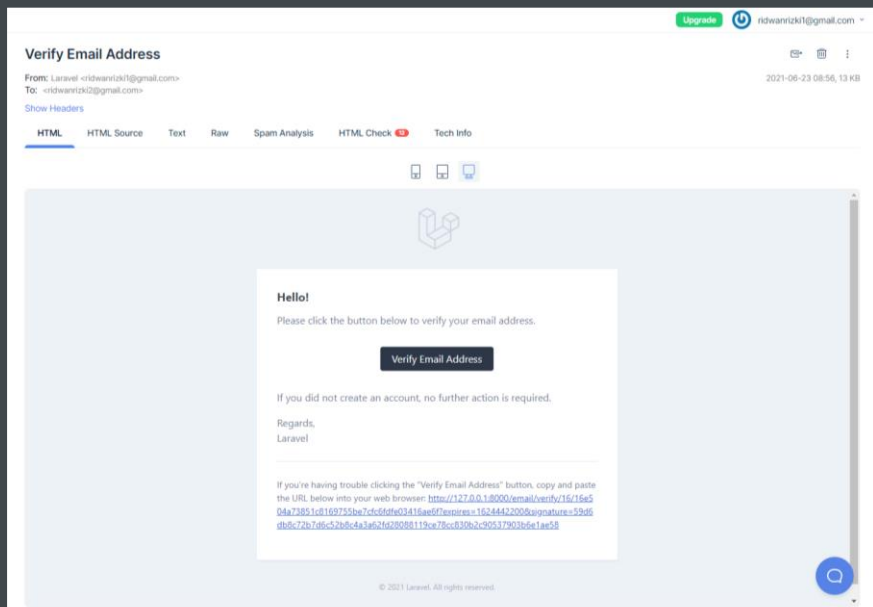 Upgrade
ridwanrizki1@gmail.com
Verify Email Address
From: Laravel <ridwanrizki1@gmail.com>
2021-06-23 08:56, 13 KB
To: <ridwanrizki2@gmail.com>
Show Headers
HTML HTML Source Text Raw Spam Analysis HTML Check 12 Tech Info
Hello!
Please click the button below to verify your email address.
Verify Email Address
If you did not create an account, no further action is required.
Regards,
Laravel
If you're having trouble clicking the "Verify Email Address" button, copy and paste
the URL below into your web browser: http://127.0.0.1:8000/email/verify/16/16e5
04a73851c8169755be7cfc6fdfe03416ae6f?expires=1624442200&signature=59d6
db8c72b7d6c52b8c4a3a62fd28088119ce78cc830b2c90537903b6e1ae58
© 2021 Laravel. All rights reserved.